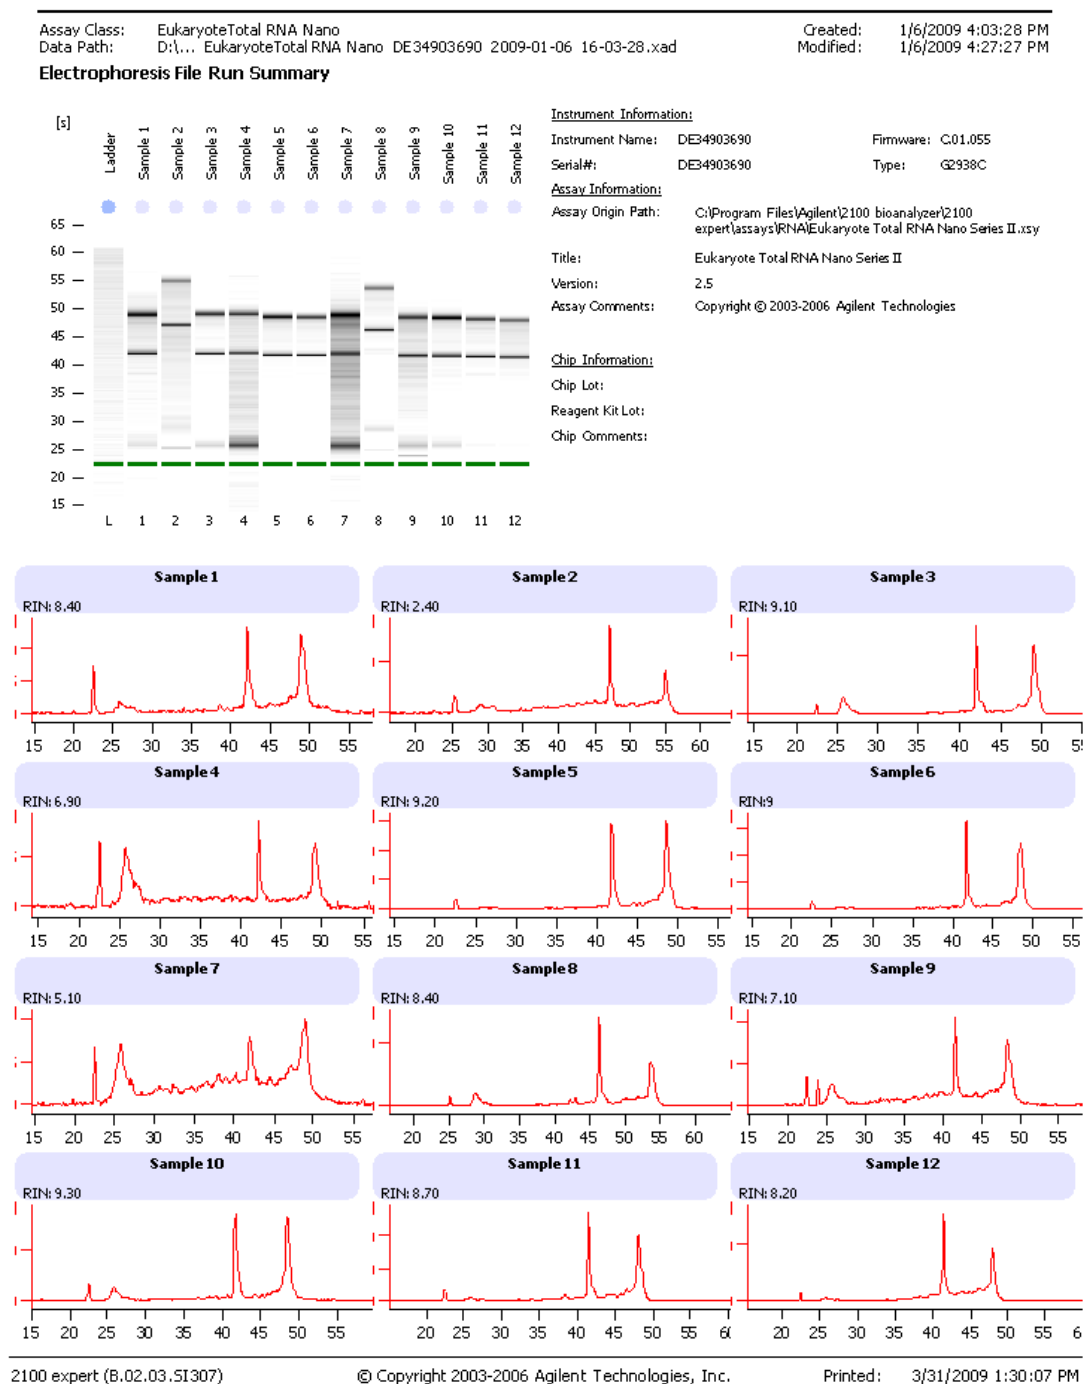 Assay Class: EukaryoteTotal RNA Nano Created: 1/6/2009 4:03:28 PM
Data Path: D:\... EukaryoteTotal RNA Nano DE34903690 2009-01-06 16-03-28.xad Modified: 1/6/2009 4:27:27 PM
Electrophoresis File Run Summary
[s] Ladder Sample 1 Sample 2 Sample 3 Sample 4 Sample 5 Sample 6 Sample 7 Sample 8 Sample 9 Sample 10 Sample 11 Sample 12
65
60
55
50
45
40
35
30
25
20
15
L 1 2 3 4 5 6 7 8 9 10 11 12
Instrument Information:
Instrument Name: DE34903690 Firmware: C.01.055
Serial#: DE34903690 Type: G2938C
Assay Information:
Assay Origin Path: C:\Program Files\Agilent\2100 bioanalyzer\2100
expert\assays\RNA\Eukaryote Total RNA Nano Series II.xsy
Title: Eukaryote Total RNA Nano Series II
Version: 2.5
Assay Comments: Copyright © 2003-2006 Agilent Technologies
Chip Information:
Chip Lot:
Reagent Kit Lot:
Chip Comments:
Sample 1 Sample 2 Sample 3
RIN: 8.40 RIN: 2.40 RIN: 9.10
15 20 25 30 35 40 45 50 55 20 25 30 35 40 45 50 55 60 15 20 25 30 35 40 45 50
Sample 4 Sample 5 Sample 6
RIN: 6.90 RIN: 9.20 RIN:9
15 20 25 30 35 40 45 50 55 15 20 25 30 35 40 45 50 55 15 20 25 30 35 40 45 50 55
Sample 7 Sample 8 Sample 9
RIN: 5.10 RIN: 8.40 RIN: 7.10
15 20 25 30 35 40 45 50 55 20 25 30 35 40 45 50 55 60 20 25 30 35 40 45 50 55
Sample 10 Sample 11 Sample 12
RIN: 9.30 RIN: 8.70 RIN: 8.20
15 20 25 30 35 40 45 50 55 20 25 30 35 40 45 50 55 20 25 30 35 40 45 50 55
2100 expert (B.02.03.SI307) © Copyright 2003-2006 Agilent Technologies, Inc. Printed: 3/31/2009 1:30:07 PM